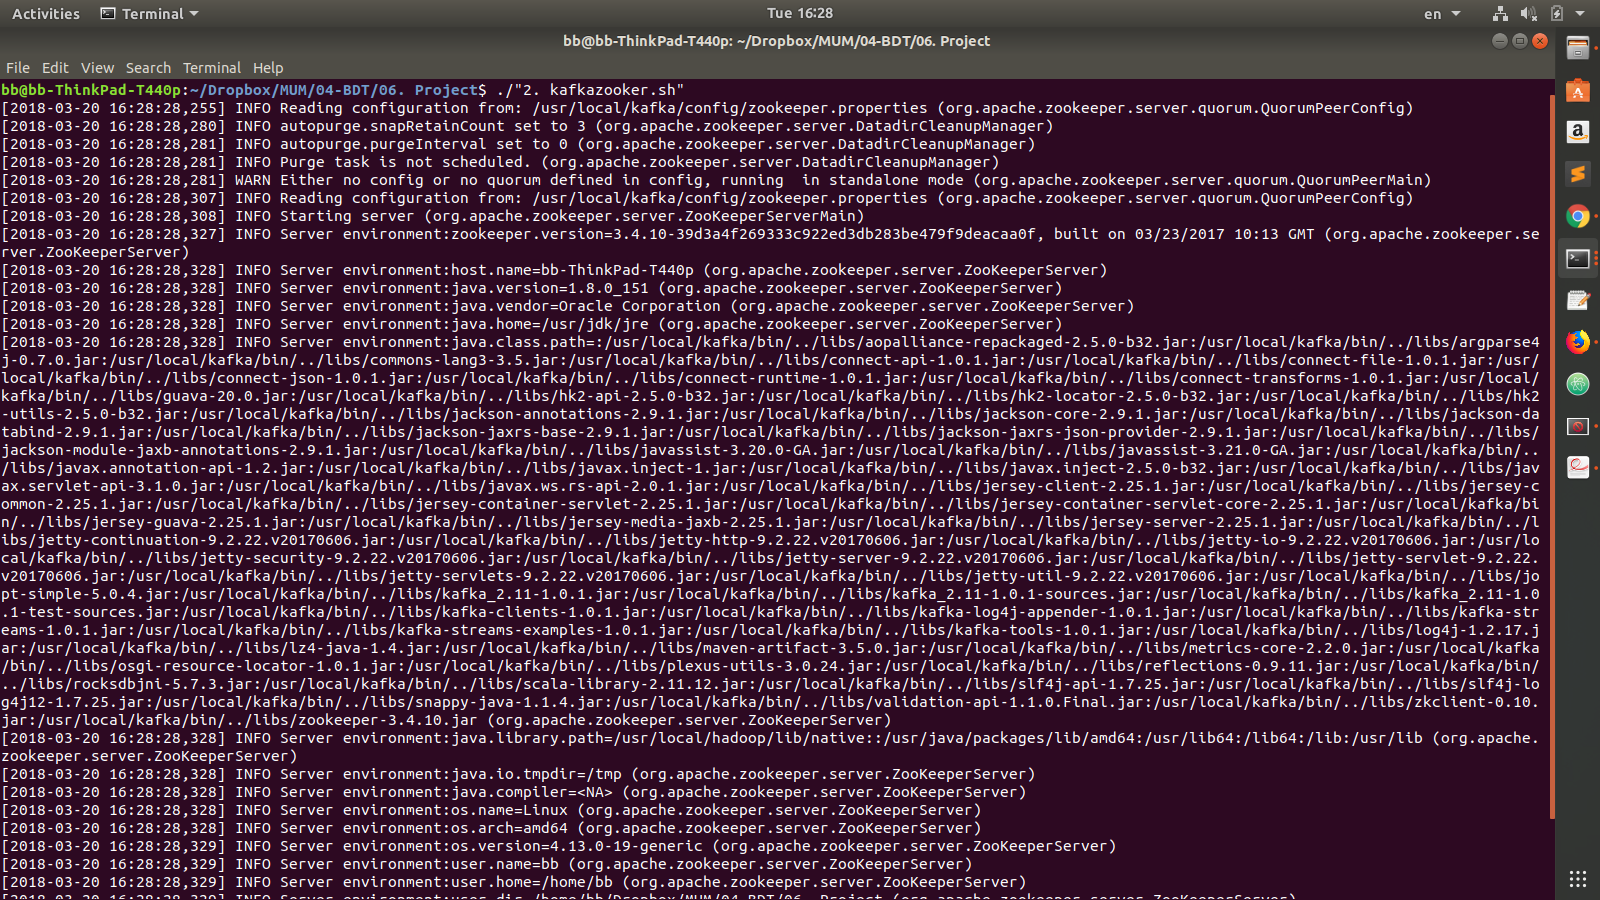 Activities Terminal Tue 16:28 en
bb@bb-ThinkPad-T440p: ~/Dropbox/MUM/04-BDT/06. Project
File Edit View Search Terminal Help
bb@bb-ThinkPad-T440p:~/Dropbox/MUM/04-BDT/06. Project$ ./"2. kafkazooker.sh"
[2018-03-20 16:28:28,255] INFO Reading configuration from: /usr/local/kafka/config/zookeeper.properties (org.apache.zookeeper.server.quorum.QuorumPeerConfig)
[2018-03-20 16:28:28,280] INFO autopurge.snapRetainCount set to 3 (org.apache.zookeeper.server.DatadirCleanupManager)
[2018-03-20 16:28:28,281] INFO autopurge.purgeInterval set to 0 (org.apache.zookeeper.server.DatadirCleanupManager)
[2018-03-20 16:28:28,281] INFO Purge task is not scheduled. (org.apache.zookeeper.server.DatadirCleanupManager)
[2018-03-20 16:28:28,281] WARN Either no config or no quorum defined in config, running  in standalone mode (org.apache.zookeeper.server.quorum.QuorumPeerMain)
[2018-03-20 16:28:28,307] INFO Reading configuration from: /usr/local/kafka/config/zookeeper.properties (org.apache.zookeeper.server.quorum.QuorumPeerConfig)
[2018-03-20 16:28:28,308] INFO Starting server (org.apache.zookeeper.server.ZooKeeperServerMain)
[2018-03-20 16:28:28,327] INFO Server environment:zookeeper.version=3.4.10-39d3a4f269333c922ed3db283be479f9deacaa0f, built on 03/23/2017 10:13 GMT (org.apache.zookeeper.se
rver.ZooKeeperServer)
[2018-03-20 16:28:28,328] INFO Server environment:host.name=bb-ThinkPad-T440p (org.apache.zookeeper.server.ZooKeeperServer)
[2018-03-20 16:28:28,328] INFO Server environment:java.version=1.8.0_151 (org.apache.zookeeper.server.ZooKeeperServer)
[2018-03-20 16:28:28,328] INFO Server environment:java.vendor=Oracle Corporation (org.apache.zookeeper.server.ZooKeeperServer)
[2018-03-20 16:28:28,328] INFO Server environment:java.home=/usr/jdk/jre (org.apache.zookeeper.server.ZooKeeperServer)
[2018-03-20 16:28:28,328] INFO Server environment:java.class.path=:/usr/local/kafka/bin/../libs/aopalliance-repackaged-2.5.0-b32.jar:/usr/local/kafka/bin/../libs/argparse4
j-0.7.0.jar:/usr/local/kafka/bin/../libs/commons-lang3-3.5.jar:/usr/local/kafka/bin/../libs/connect-api-1.0.1.jar:/usr/local/kafka/bin/../libs/connect-file-1.0.1.jar:/usr/
local/kafka/bin/../libs/connect-json-1.0.1.jar:/usr/local/kafka/bin/../libs/connect-runtime-1.0.1.jar:/usr/local/kafka/bin/../libs/connect-transforms-1.0.1.jar:/usr/local/
kafka/bin/../libs/guava-20.0.jar:/usr/local/kafka/bin/../libs/hk2-api-2.5.0-b32.jar:/usr/local/kafka/bin/../libs/hk2-locator-2.5.0-b32.jar:/usr/local/kafka/bin/../libs/hk2
-utils-2.5.0-b32.jar:/usr/local/kafka/bin/../libs/jackson-annotations-2.9.1.jar:/usr/local/kafka/bin/../libs/jackson-core-2.9.1.jar:/usr/local/kafka/bin/../libs/jackson-da
tabind-2.9.1.jar:/usr/local/kafka/bin/../libs/jackson-jaxrs-base-2.9.1.jar:/usr/local/kafka/bin/../libs/jackson-jaxrs-json-provider-2.9.1.jar:/usr/local/kafka/bin/../libs/
jackson-module-jaxb-annotations-2.9.1.jar:/usr/local/kafka/bin/../libs/javassist-3.20.0-GA.jar:/usr/local/kafka/bin/../libs/javassist-3.21.0-GA.jar:/usr/local/kafka/bin/..
/libs/javax.annotation-api-1.2.jar:/usr/local/kafka/bin/../libs/javax.inject-1.jar:/usr/local/kafka/bin/../libs/javax.inject-2.5.0-b32.jar:/usr/local/kafka/bin/../libs/jav
ax.servlet-api-3.1.0.jar:/usr/local/kafka/bin/../libs/javax.ws.rs-api-2.0.1.jar:/usr/local/kafka/bin/../libs/jersey-client-2.25.1.jar:/usr/local/kafka/bin/../libs/jersey-c
ommon-2.25.1.jar:/usr/local/kafka/bin/../libs/jersey-container-servlet-2.25.1.jar:/usr/local/kafka/bin/../libs/jersey-container-servlet-core-2.25.1.jar:/usr/local/kafka/bi
n/../libs/jersey-guava-2.25.1.jar:/usr/local/kafka/bin/../libs/jersey-media-jaxb-2.25.1.jar:/usr/local/kafka/bin/../libs/jersey-server-2.25.1.jar:/usr/local/kafka/bin/../l
ibs/jetty-continuation-9.2.22.v20170606.jar:/usr/local/kafka/bin/../libs/jetty-http-9.2.22.v20170606.jar:/usr/local/kafka/bin/../libs/jetty-io-9.2.22.v20170606.jar:/usr/lo
cal/kafka/bin/../libs/jetty-security-9.2.22.v20170606.jar:/usr/local/kafka/bin/../libs/jetty-server-9.2.22.v20170606.jar:/usr/local/kafka/bin/../libs/jetty-servlet-9.2.22.
v20170606.jar:/usr/local/kafka/bin/../libs/jetty-servlets-9.2.22.v20170606.jar:/usr/local/kafka/bin/../libs/jetty-util-9.2.22.v20170606.jar:/usr/local/kafka/bin/../libs/jo
pt-simple-5.0.4.jar:/usr/local/kafka/bin/../libs/kafka_2.11-1.0.1.jar:/usr/local/kafka/bin/../libs/kafka_2.11-1.0.1-sources.jar:/usr/local/kafka/bin/../libs/kafka_2.11-1.0
.1-test-sources.jar:/usr/local/kafka/bin/../libs/kafka-clients-1.0.1.jar:/usr/local/kafka/bin/../libs/kafka-log4j-appender-1.0.1.jar:/usr/local/kafka/bin/../libs/kafka-str
eams-1.0.1.jar:/usr/local/kafka/bin/../libs/kafka-streams-examples-1.0.1.jar:/usr/local/kafka/bin/../libs/kafka-tools-1.0.1.jar:/usr/local/kafka/bin/../libs/log4j-1.2.17.j
ar:/usr/local/kafka/bin/../libs/lz4-java-1.4.jar:/usr/local/kafka/bin/../libs/maven-artifact-3.5.0.jar:/usr/local/kafka/bin/../libs/metrics-core-2.2.0.jar:/usr/local/kafka
/bin/../libs/osgi-resource-locator-1.0.1.jar:/usr/local/kafka/bin/../libs/plexus-utils-3.0.24.jar:/usr/local/kafka/bin/../libs/reflections-0.9.11.jar:/usr/local/kafka/bin/
../libs/rocksdbjni-5.7.3.jar:/usr/local/kafka/bin/../libs/scala-library-2.11.12.jar:/usr/local/kafka/bin/../libs/slf4j-api-1.7.25.jar:/usr/local/kafka/bin/../libs/slf4j-lo
g4j12-1.7.25.jar:/usr/local/kafka/bin/../libs/snappy-java-1.1.4.jar:/usr/local/kafka/bin/../libs/validation-api-1.1.0.Final.jar:/usr/local/kafka/bin/../libs/zkclient-0.10.
jar:/usr/local/kafka/bin/../libs/zookeeper-3.4.10.jar (org.apache.zookeeper.server.ZooKeeperServer)
[2018-03-20 16:28:28,328] INFO Server environment:java.library.path=/usr/local/hadoop/lib/native::/usr/java/packages/lib/amd64:/usr/lib64:/lib64:/lib:/usr/lib (org.apache.
zookeeper.server.ZooKeeperServer)
[2018-03-20 16:28:28,328] INFO Server environment:java.io.tmpdir=/tmp (org.apache.zookeeper.server.ZooKeeperServer)
[2018-03-20 16:28:28,328] INFO Server environment:java.compiler=<NA> (org.apache.zookeeper.server.ZooKeeperServer)
[2018-03-20 16:28:28,328] INFO Server environment:os.name=Linux (org.apache.zookeeper.server.ZooKeeperServer)
[2018-03-20 16:28:28,328] INFO Server environment:os.arch=amd64 (org.apache.zookeeper.server.ZooKeeperServer)
[2018-03-20 16:28:28,329] INFO Server environment:os.version=4.13.0-19-generic (org.apache.zookeeper.server.ZooKeeperServer)
[2018-03-20 16:28:28,329] INFO Server environment:user.name=bb (org.apache.zookeeper.server.ZooKeeperServer)
[2018-03-20 16:28:28,329] INFO Server environment:user.home=/home/bb (org.apache.zookeeper.server.ZooKeeperServer)
[2018-03-20 16:28:28,329] INFO Server environment:user.dir=/home/bb/Dropbox/MUM/04-BDT/06. Project (org.apache.zookeeper.server.ZooKeeperServer)